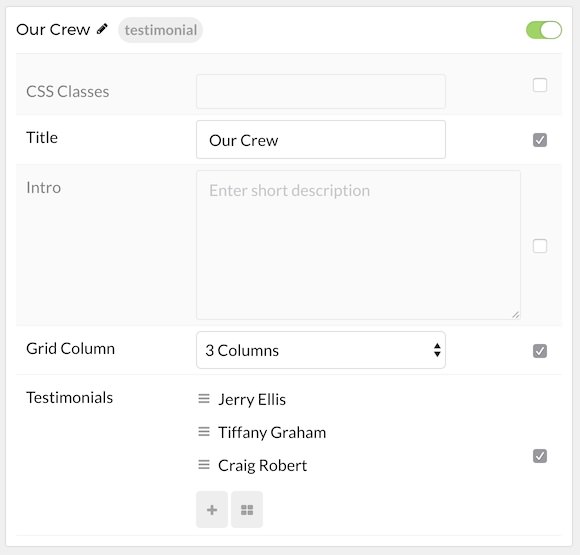 Our Crew testimonial
CSS Classes
Title Our Crew
Intro Enter short description
Grid Column 3 Columns
Testimonials Jerry Ellis
Tiffany Graham
Craig Robert